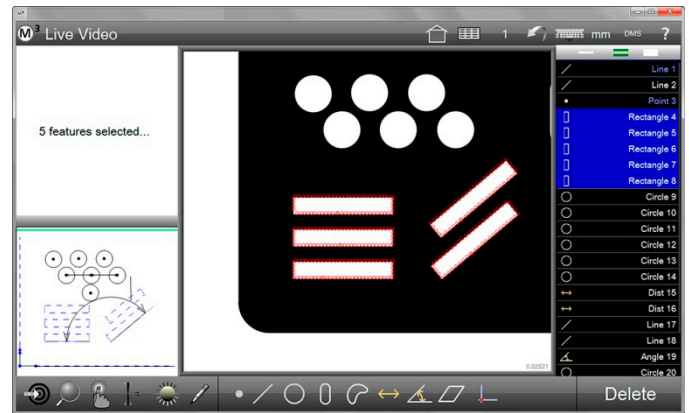 M3 Live Video
1
mm
DMS
?
5 features selected...
Line 1
Line 2
Point 3
Rectangle 4
Rectangle 5
Rectangle 6
Rectangle 7
Rectangle 8
Circle 9
Circle 10
Circle 11
Circle 12
Circle 13
Circle 14
Dist 15
Dist 16
Line 17
Line 18
Angle 19
Circle 20
0.02521
Delete